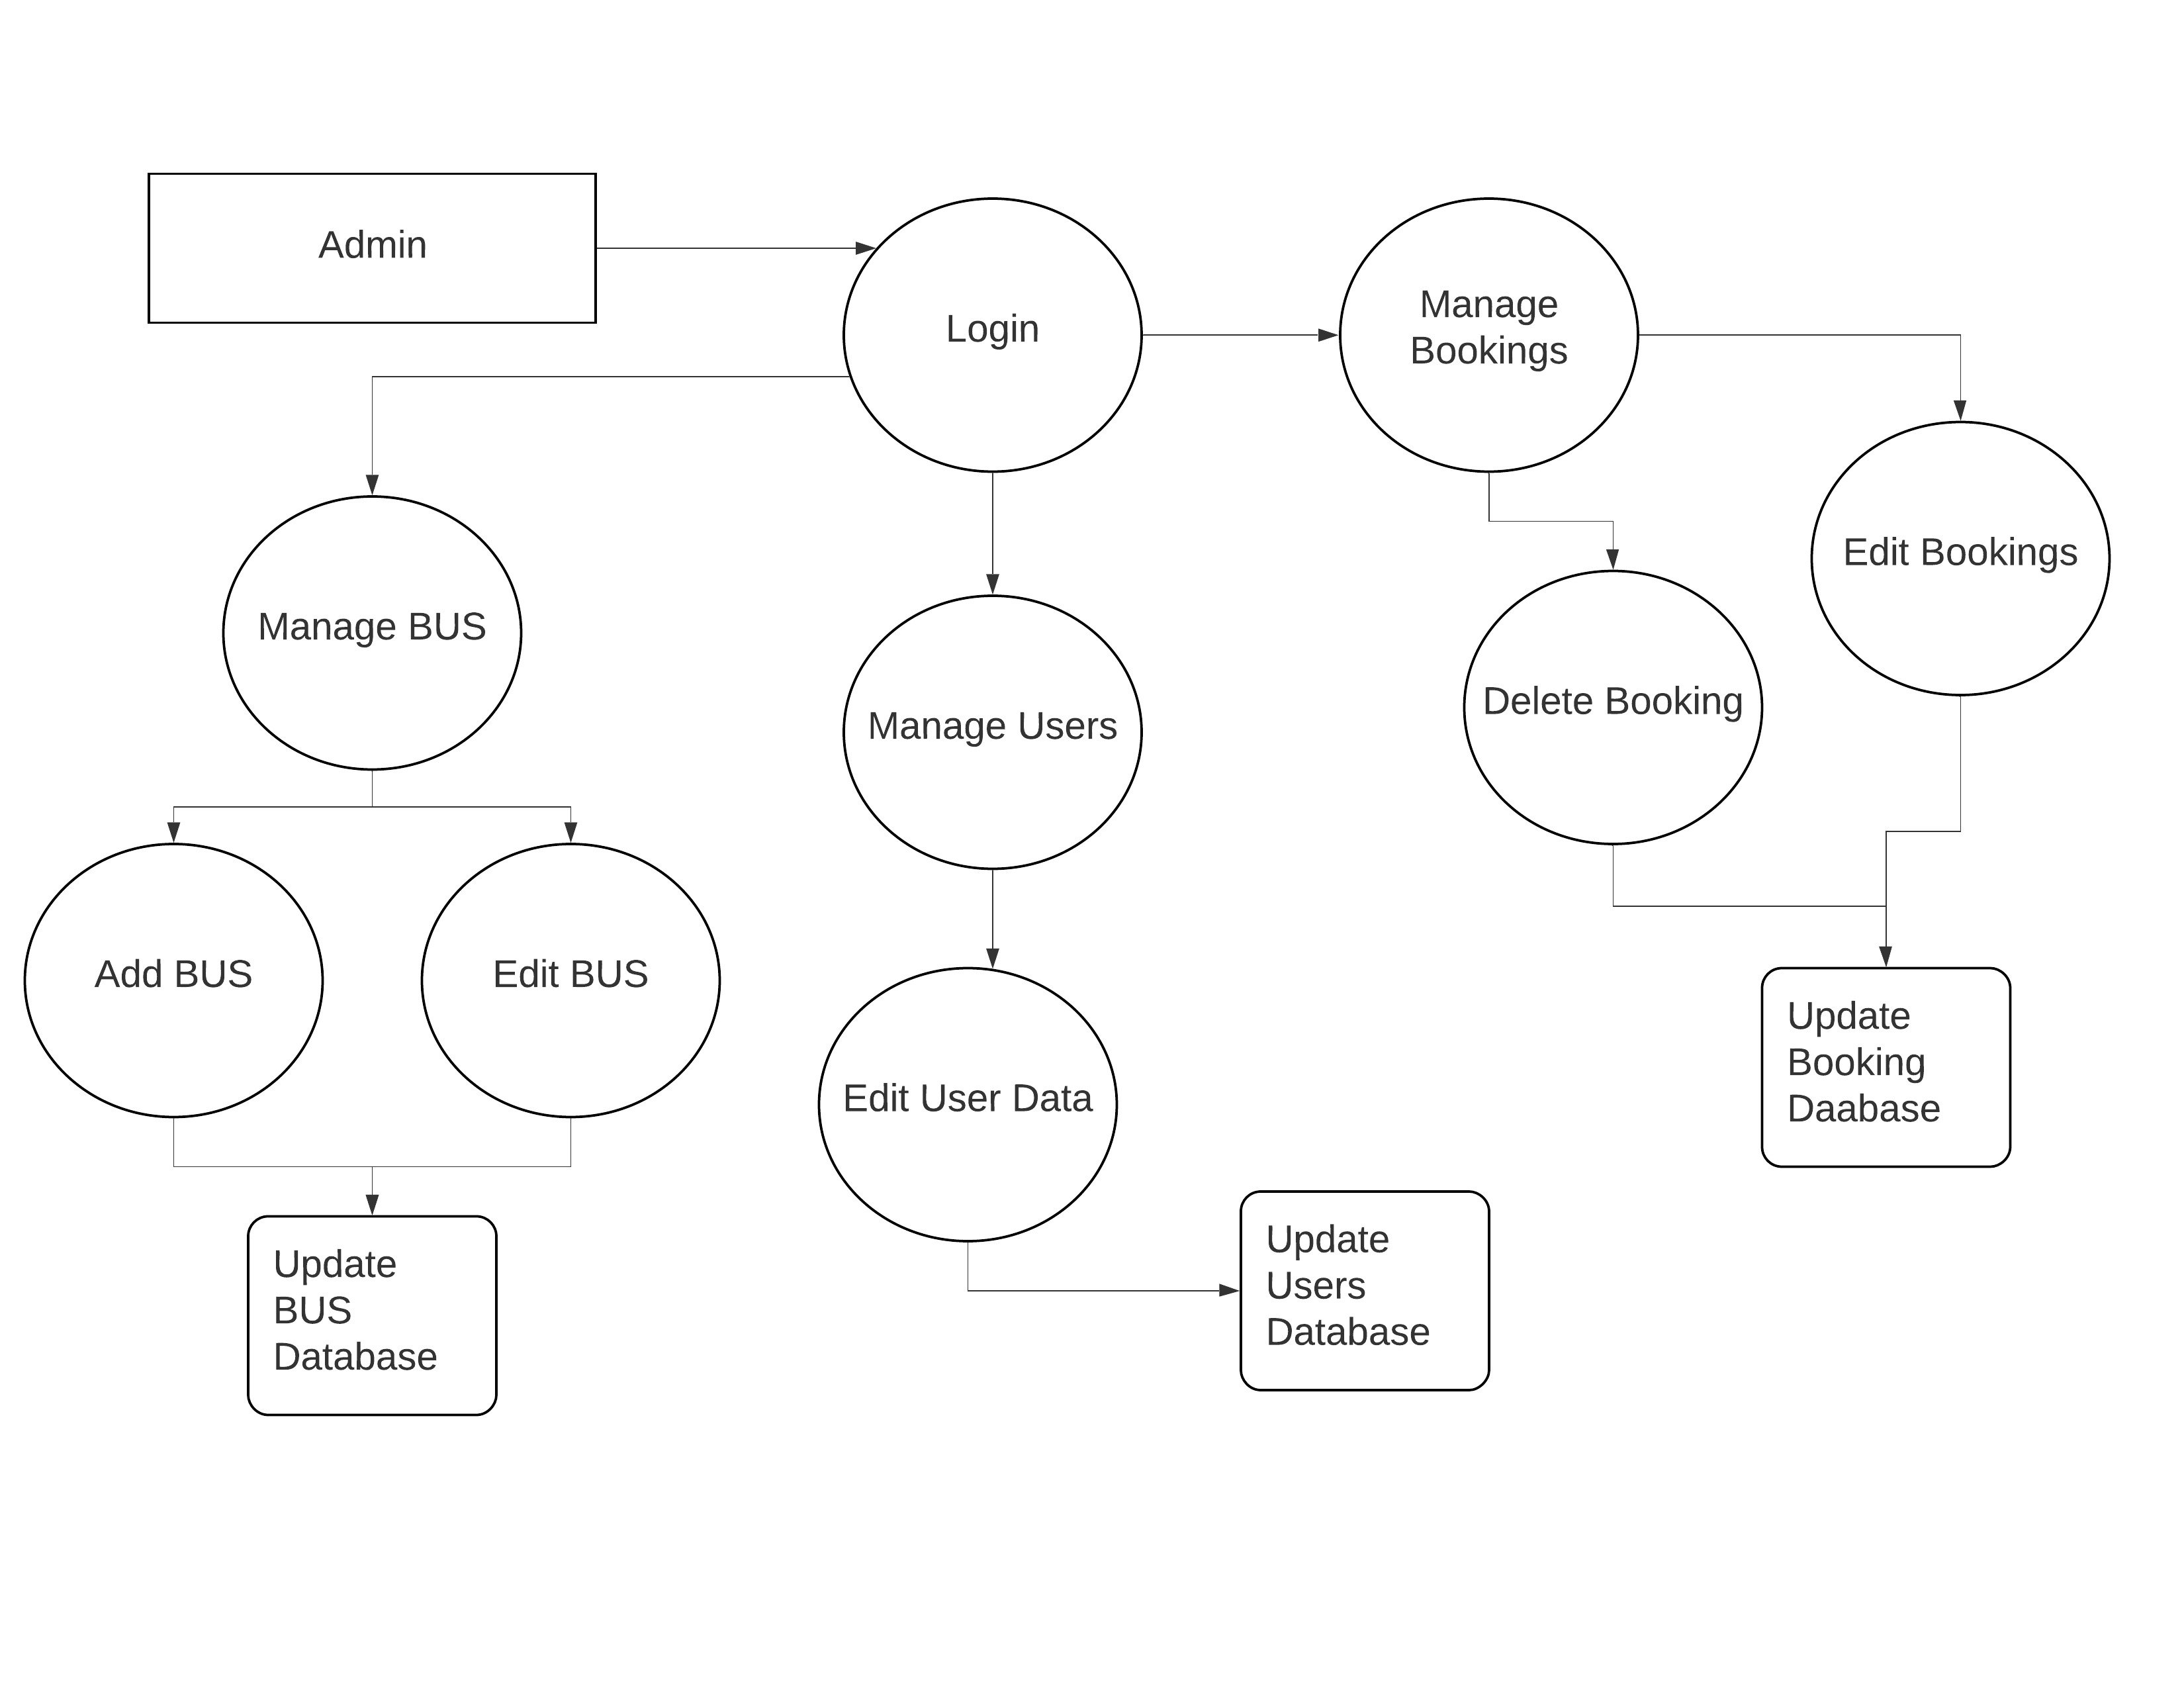 Admin
Login
Manage
Bookings
Edit Bookings
Manage BUS
Manage Users
Delete Booking
Add BUS
Edit BUS
Edit User Data
Update
Booking
Daabase
Update
Users
Database
Update
BUS
Database